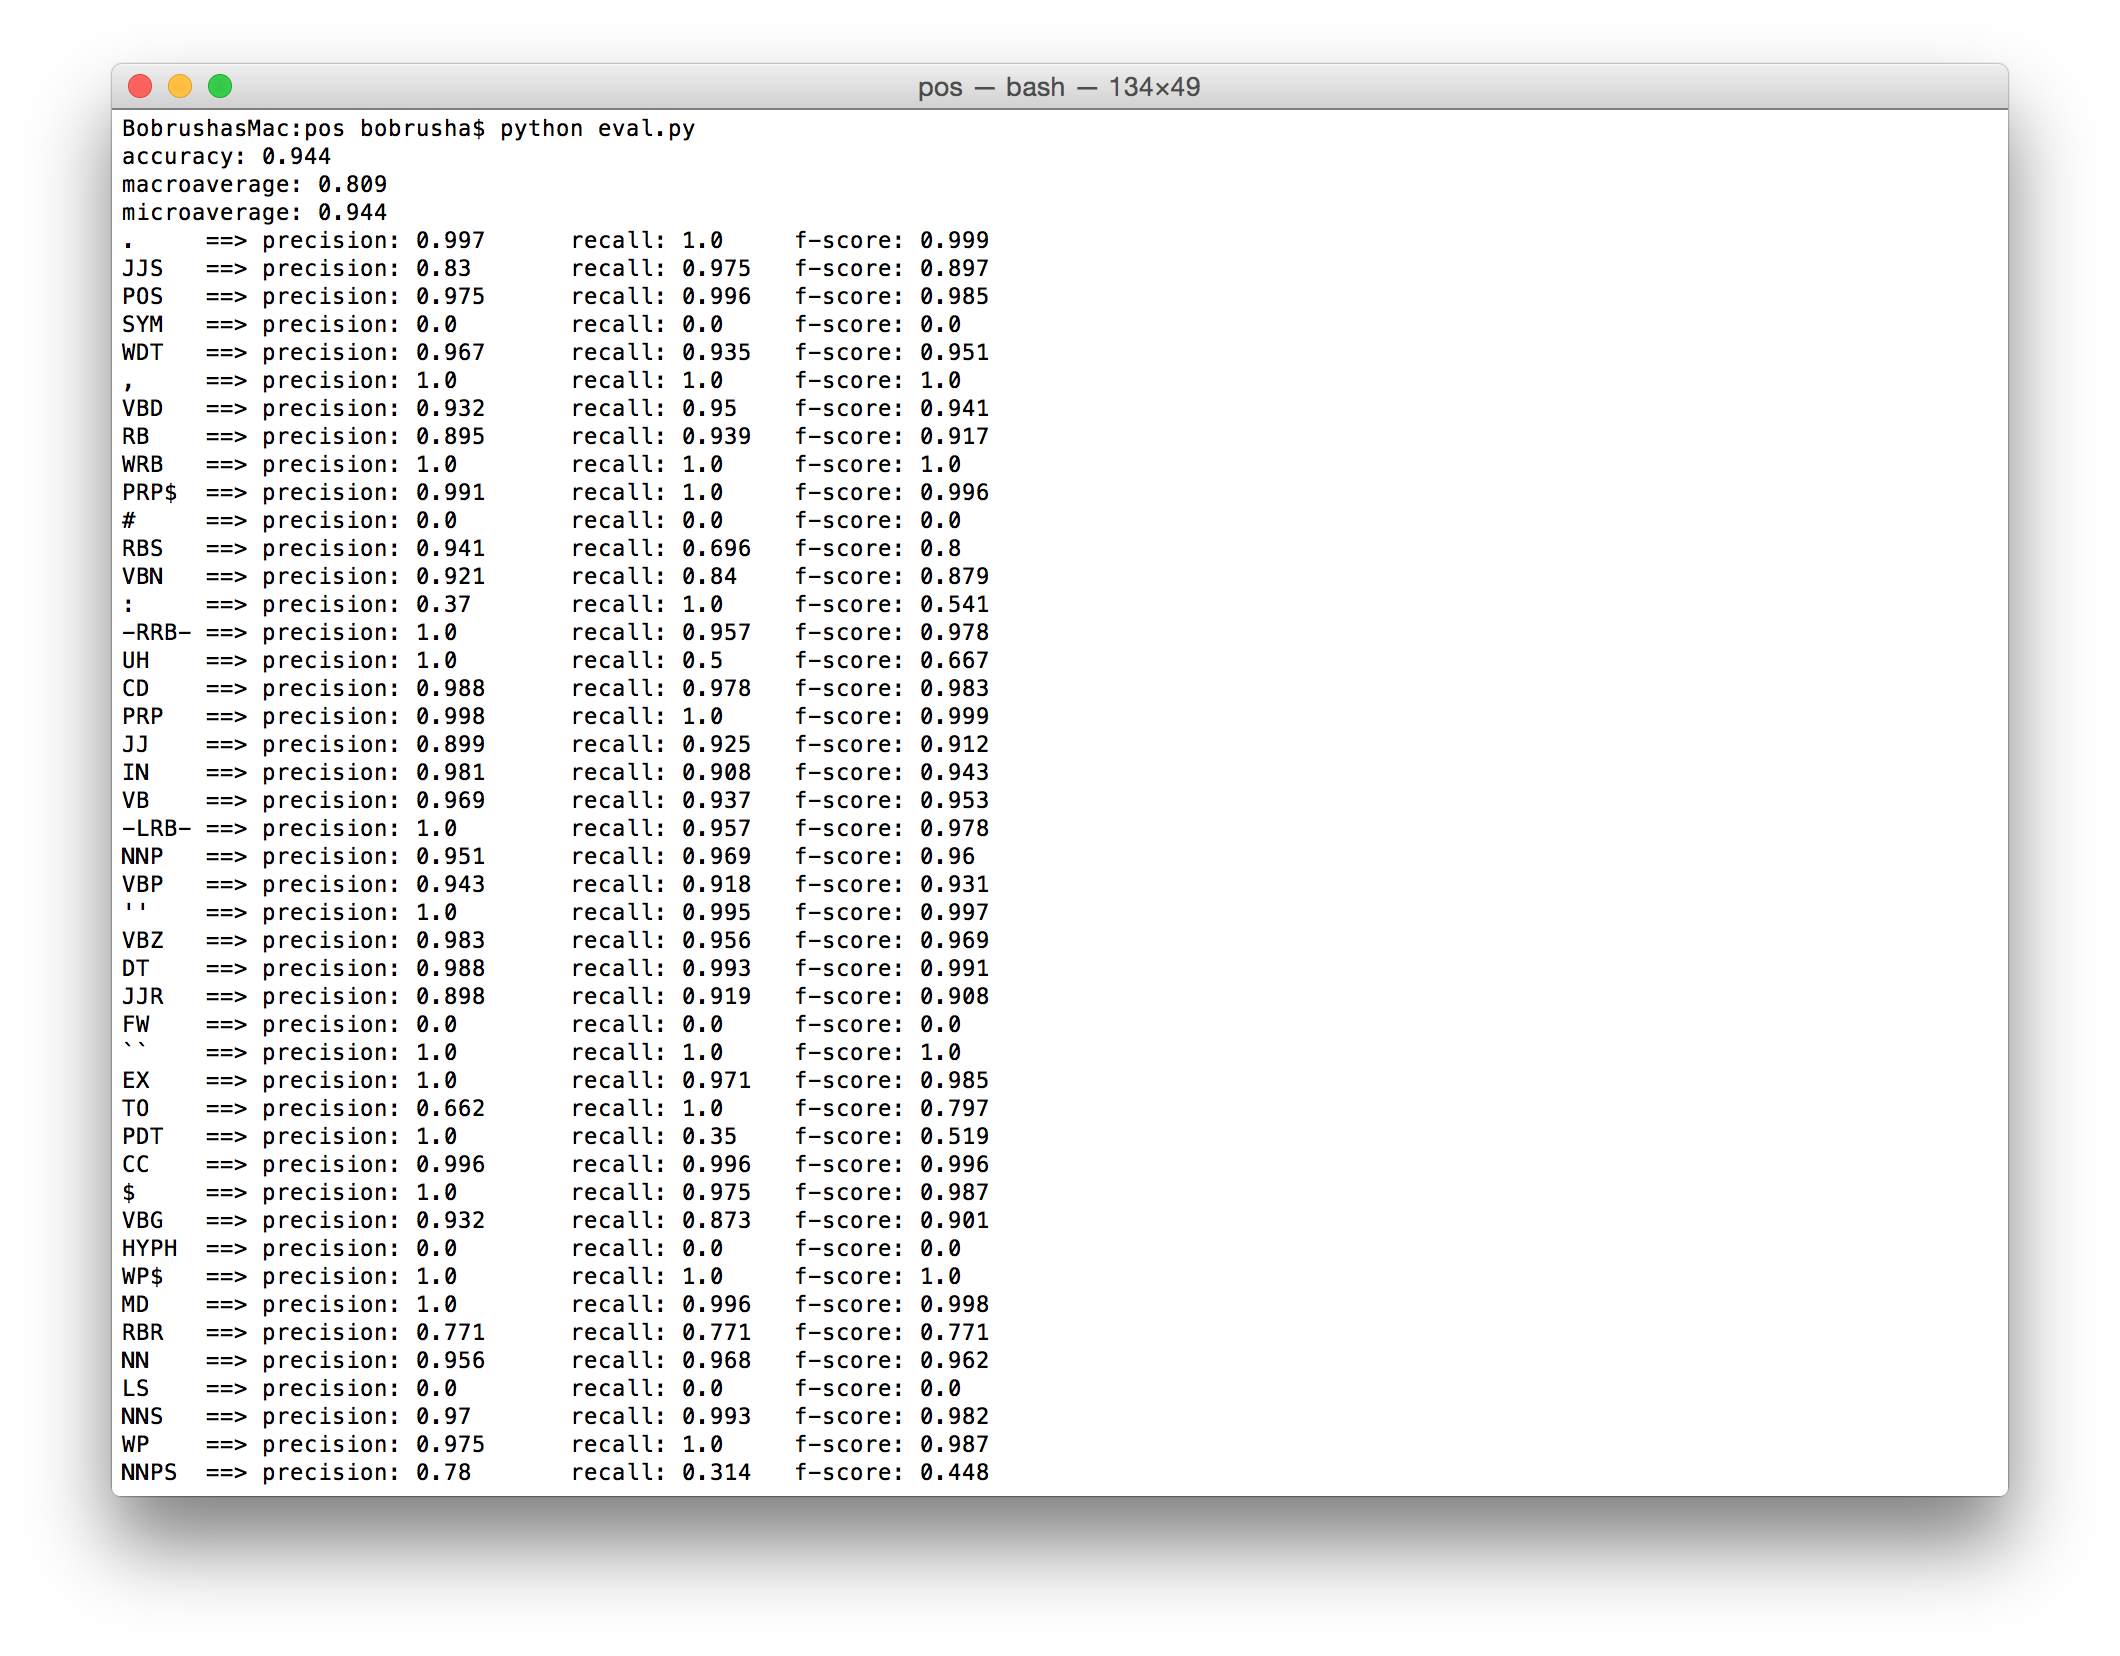 pos — bash — 134×49
BobrushasMac:pos bobrusha$ python eval.py
accuracy: 0.944
macroaverage: 0.809
microaverage: 0.944
.     ==> precision: 0.997      recall: 1.0     f-score: 0.999
JJS   ==> precision: 0.83       recall: 0.975   f-score: 0.897
POS   ==> precision: 0.975      recall: 0.996   f-score: 0.985
SYM   ==> precision: 0.0        recall: 0.0     f-score: 0.0
WDT   ==> precision: 0.967      recall: 0.935   f-score: 0.951
,     ==> precision: 1.0        recall: 1.0     f-score: 1.0
VBD   ==> precision: 0.932      recall: 0.95    f-score: 0.941
RB    ==> precision: 0.895      recall: 0.939   f-score: 0.917
WRB   ==> precision: 1.0        recall: 1.0     f-score: 1.0
PRP$  ==> precision: 0.991      recall: 1.0     f-score: 0.996
#     ==> precision: 0.0        recall: 0.0     f-score: 0.0
RBS   ==> precision: 0.941      recall: 0.696   f-score: 0.8
VBN   ==> precision: 0.921      recall: 0.84    f-score: 0.879
:     ==> precision: 0.37       recall: 1.0     f-score: 0.541
-RRB- ==> precision: 1.0        recall: 0.957   f-score: 0.978
UH    ==> precision: 1.0        recall: 0.5     f-score: 0.667
CD    ==> precision: 0.988      recall: 0.978   f-score: 0.983
PRP   ==> precision: 0.998      recall: 1.0     f-score: 0.999
JJ    ==> precision: 0.899      recall: 0.925   f-score: 0.912
IN    ==> precision: 0.981      recall: 0.908   f-score: 0.943
VB    ==> precision: 0.969      recall: 0.937   f-score: 0.953
-LRB- ==> precision: 1.0        recall: 0.957   f-score: 0.978
NNP   ==> precision: 0.951      recall: 0.969   f-score: 0.96
VBP   ==> precision: 0.943      recall: 0.918   f-score: 0.931
''    ==> precision: 1.0        recall: 0.995   f-score: 0.997
VBZ   ==> precision: 0.983      recall: 0.956   f-score: 0.969
DT    ==> precision: 0.988      recall: 0.993   f-score: 0.991
JJR   ==> precision: 0.898      recall: 0.919   f-score: 0.908
FW    ==> precision: 0.0        recall: 0.0     f-score: 0.0
``    ==> precision: 1.0        recall: 1.0     f-score: 1.0
EX    ==> precision: 1.0        recall: 0.971   f-score: 0.985
TO    ==> precision: 0.662      recall: 1.0     f-score: 0.797
PDT   ==> precision: 1.0        recall: 0.35    f-score: 0.519
CC    ==> precision: 0.996      recall: 0.996   f-score: 0.996
$     ==> precision: 1.0        recall: 0.975   f-score: 0.987
VBG   ==> precision: 0.932      recall: 0.873   f-score: 0.901
HYPH  ==> precision: 0.0        recall: 0.0     f-score: 0.0
WP$   ==> precision: 1.0        recall: 1.0     f-score: 1.0
MD    ==> precision: 1.0        recall: 0.996   f-score: 0.998
RBR   ==> precision: 0.771      recall: 0.771   f-score: 0.771
NN    ==> precision: 0.956      recall: 0.968   f-score: 0.962
LS    ==> precision: 0.0        recall: 0.0     f-score: 0.0
NNS   ==> precision: 0.97       recall: 0.993   f-score: 0.982
WP    ==> precision: 0.975      recall: 1.0     f-score: 0.987
NNPS  ==> precision: 0.78       recall: 0.314   f-score: 0.448